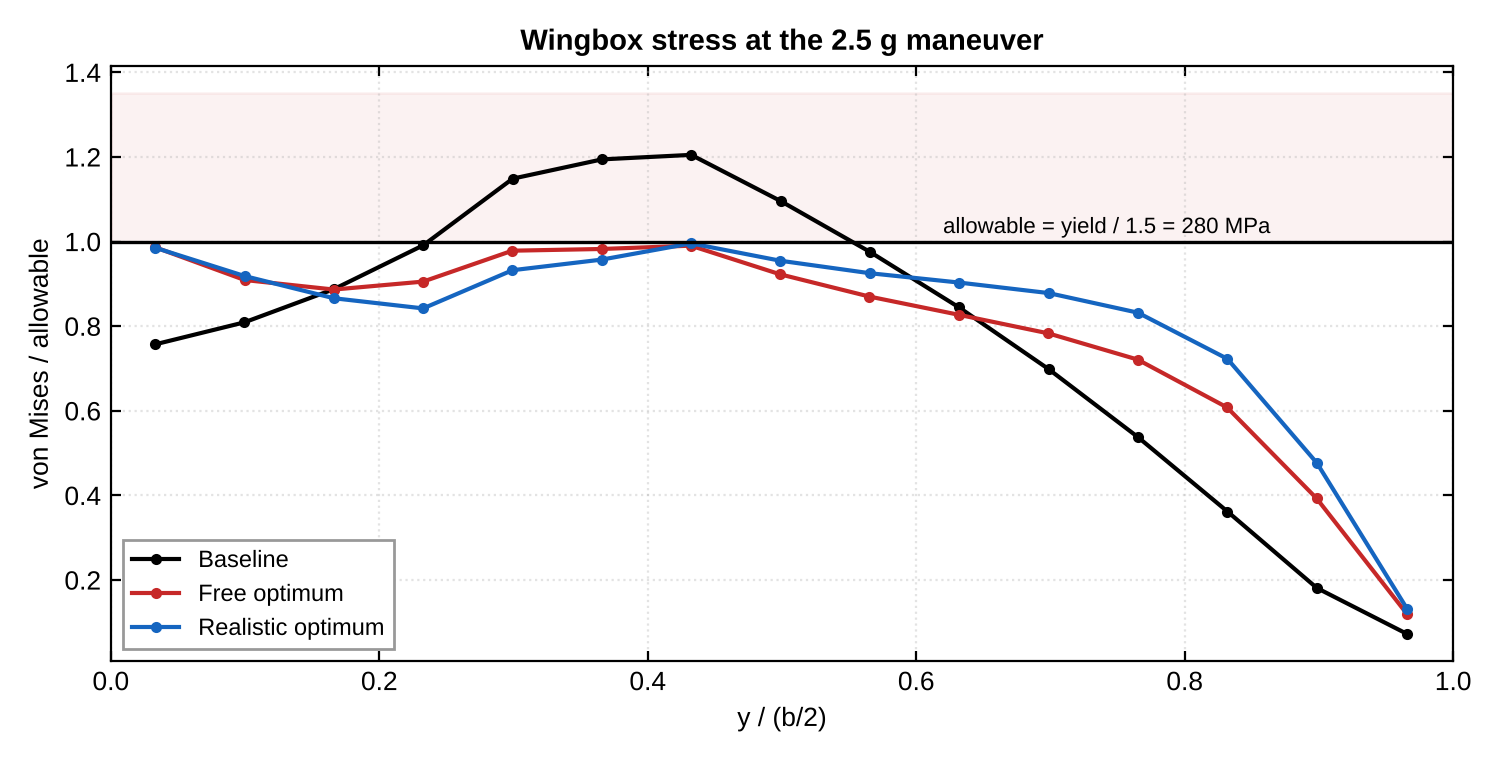 Wingbox stress at the 2.5 g maneuver
1.4
1.2
1.0
0.8
0.6
0.4
0.2
von Mises / allowable
allowable = yield / 1.5 = 280 MPa
Baseline
Free optimum
Realistic optimum
0.0 0.2 0.4 0.6 0.8 1.0
y / (b/2)